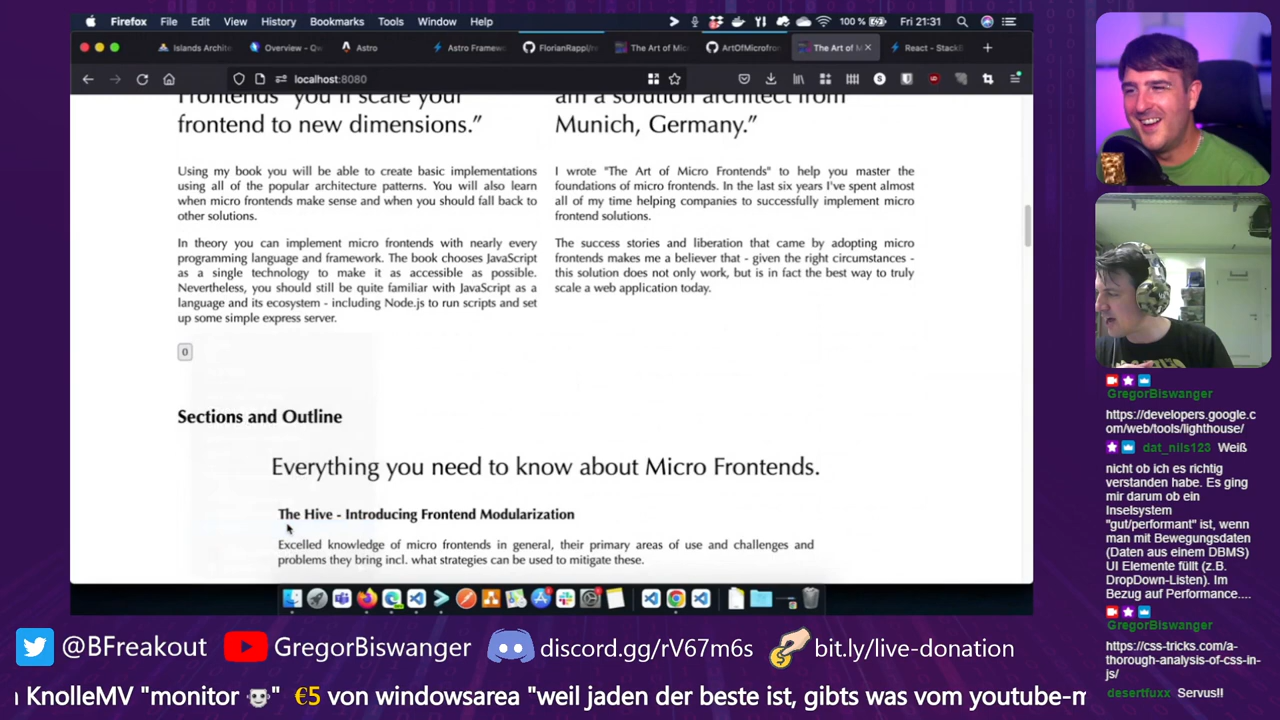 Firefox File Edit View History Bookmarks Tools Window Help
100 % Fri 21:31
Islands Archite
Overview - Qw
Astro
Astro Framew
FlorianRappl/
The Art of Mic
ArtOfMicrofro
The Art of M
React - StackB
localhost:8080
Frontends" you'll scale your
frontend to new dimensions.”
Using my book you will be able to create basic implementations
using all of the popular architecture patterns. You will also learn
when micro frontends make sense and when you should fall back to
other solutions.
In theory you can implement micro frontends with nearly every
programming language and framework. The book chooses JavaScript
as a single technology to make it as accessible as possible.
Nevertheless, you should still be quite familiar with JavaScript as a
language and its ecosystem - including Node.js to run scripts and set
up some simple express server.
0
am a solution architect from
Munich, Germany.”
I wrote "The Art of Micro Frontends" to help you master the
foundations of micro frontends. In the last six years I've spent almost
all of my time helping companies to successfully implement micro
frontend solutions.
The success stories and liberation that came by adopting micro
frontends makes me a believer that - given the right circumstances -
this solution does not only work, but is in fact the best way to truly
scale a web application today.
Sections and Outline
Everything you need to know about Micro Frontends.
The Hive - Introducing Frontend Modularization
Excelled knowledge of micro frontends in general, their primary areas of use and challenges and
problems they bring incl. what strategies can be used to mitigate these.
GregorBiswanger
https://developers.google.c
om/web/tools/lighthouse/
dat_nils123 Weiß
nicht ob ich es richtig
verstanden habe. Es ging
mir darum ob ein
Inselsystem
"gut/performant" ist, wenn
man mit Bewegungsdaten
(Daten aus einem DBMS)
UI Elemente füllt (z.B.
DropDown-Listen). Im
Bezug auf Performance....
GregorBiswanger
https://css-tricks.com/a-
thorough-analysis-of-css-in-
js/
desertfuxx Servus!!
@BFreakout GregorBiswanger discord.gg/rV67m6s bit.ly/live-donation
KnolleMV "monitor 🤖" €5 von windowsarea "weil jaden der beste ist, gibts was vom youtube-m